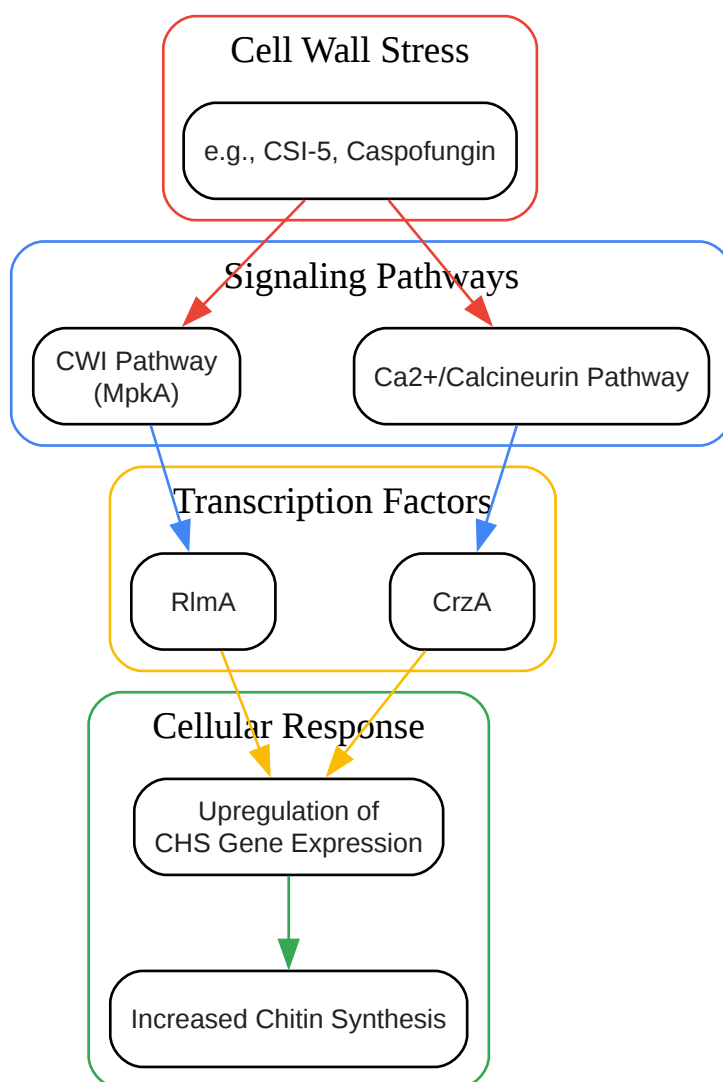 Cell Wall Stress
e.g., CSI-5, Caspofungin
Signaling Pathways
CWI Pathway
(MpkA)
Ca2+/Calcineurin Pathway
Transcription Factors
RlmA
CrzA
Cellular Response
Upregulation of
CHS Gene Expression
Increased Chitin Synthesis